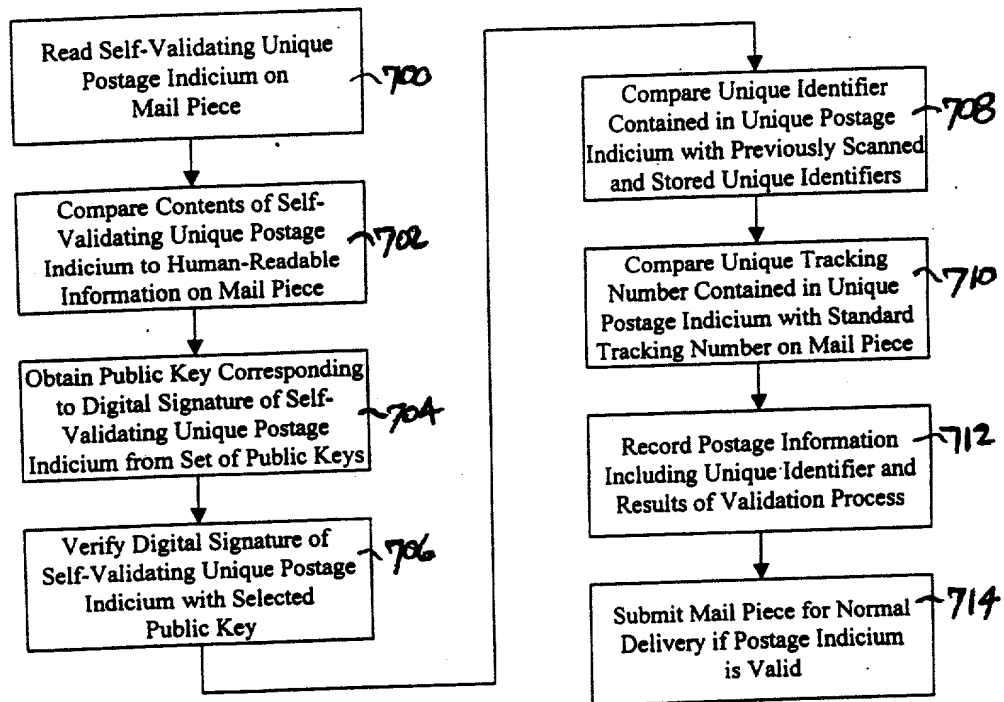 Read Self-Validating Unique
Postage Indicium on
Mail Piece
700
Compare Contents of Self-
Validating Unique Postage
Indicium to Human-Readable
Information on Mail Piece
702
Obtain Public Key Corresponding
to Digital Signature of Self-
Validating Unique Postage
Indicium from Set of Public Keys
704
Verify Digital Signature of
Self-Validating Unique Postage
Indicium with Selected
Public Key
706
Compare Unique Identifier
Contained in Unique Postage
Indicium with Previously Scanned
and Stored Unique Identifiers
708
Compare Unique Tracking
Number Contained in Unique
Postage Indicium with Standard
Tracking Number on Mail Piece
710
Record Postage Information
Including Unique Identifier and
Results of Validation Process
712
Submit Mail Piece for Normal
Delivery if Postage Indicium
is Valid
714